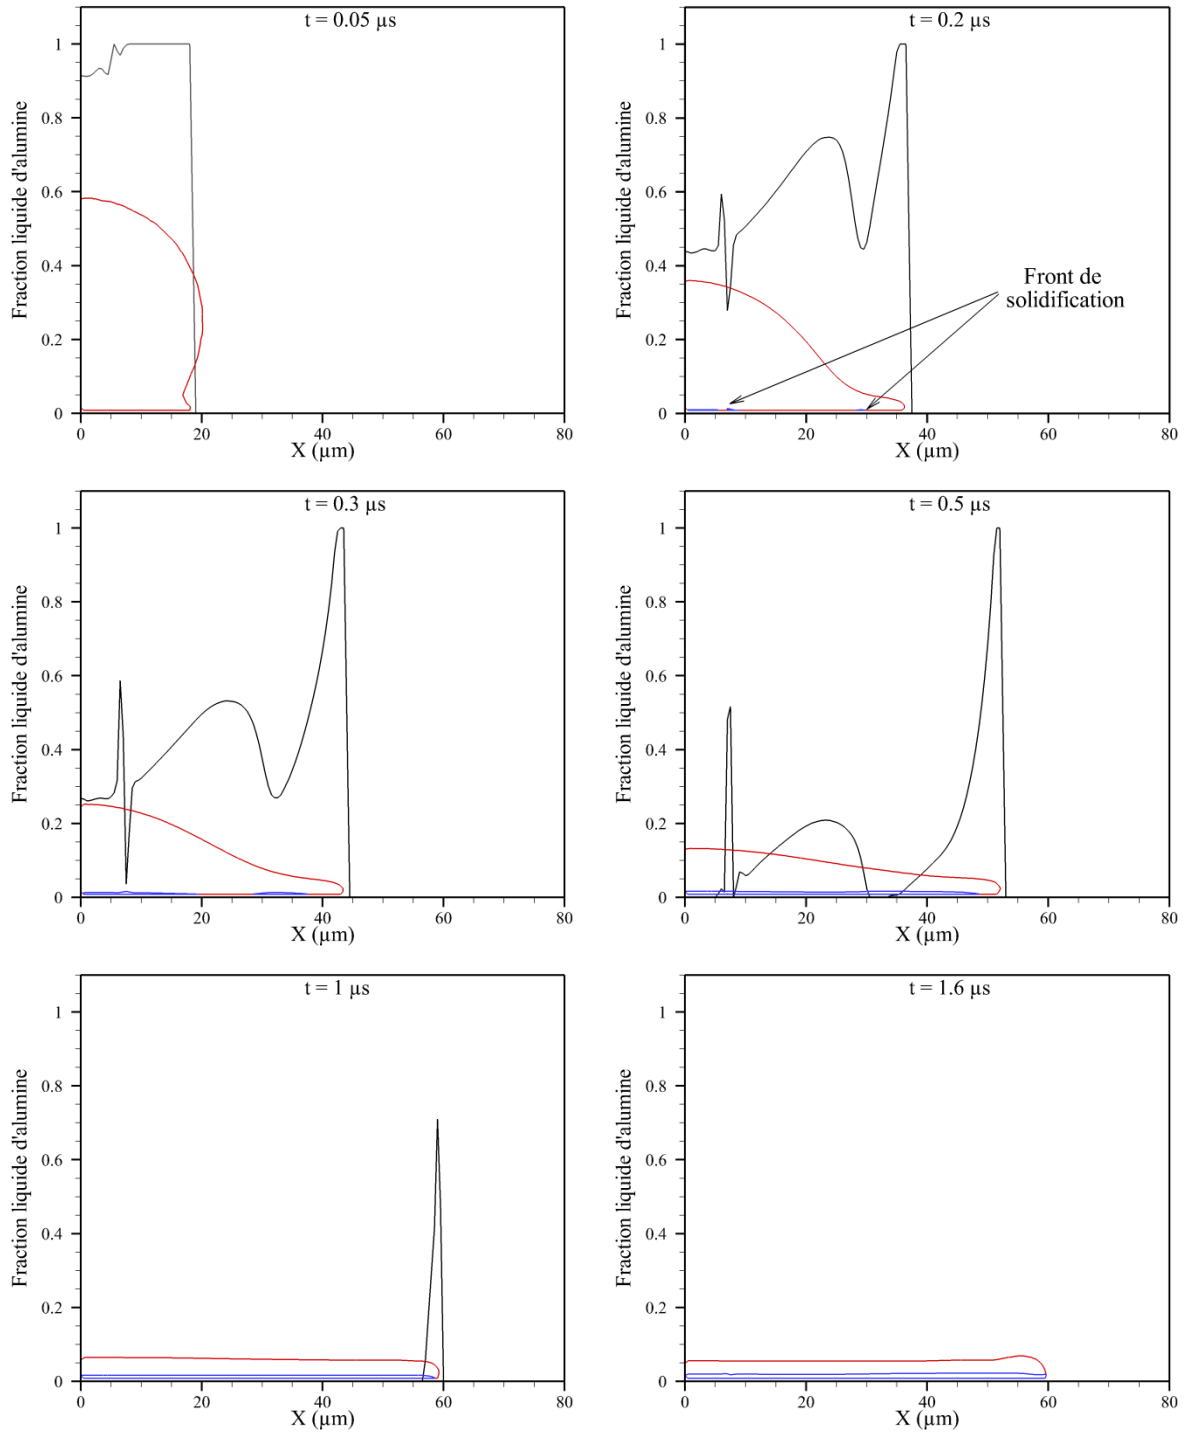 t = 0.05 µs
Fraction liquide d'alumine
1
0.8
0.6
0.4
0.2
0
0 20 40 60 80
X (µm)
t = 0.2 µs
Fraction liquide d'alumine
1
0.8
0.6
0.4
0.2
0
Front de
solidification
0 20 40 60 80
X (µm)
t = 0.3 µs
Fraction liquide d'alumine
1
0.8
0.6
0.4
0.2
0
0 20 40 60 80
X (µm)
t = 0.5 µs
Fraction liquide d'alumine
1
0.8
0.6
0.4
0.2
0
0 20 40 60 80
X (µm)
t = 1 µs
Fraction liquide d'alumine
1
0.8
0.6
0.4
0.2
0
0 20 40 60 80
X (µm)
t = 1.6 µs
Fraction liquide d'alumine
1
0.8
0.6
0.4
0.2
0
0 20 40 60 80
X (µm)